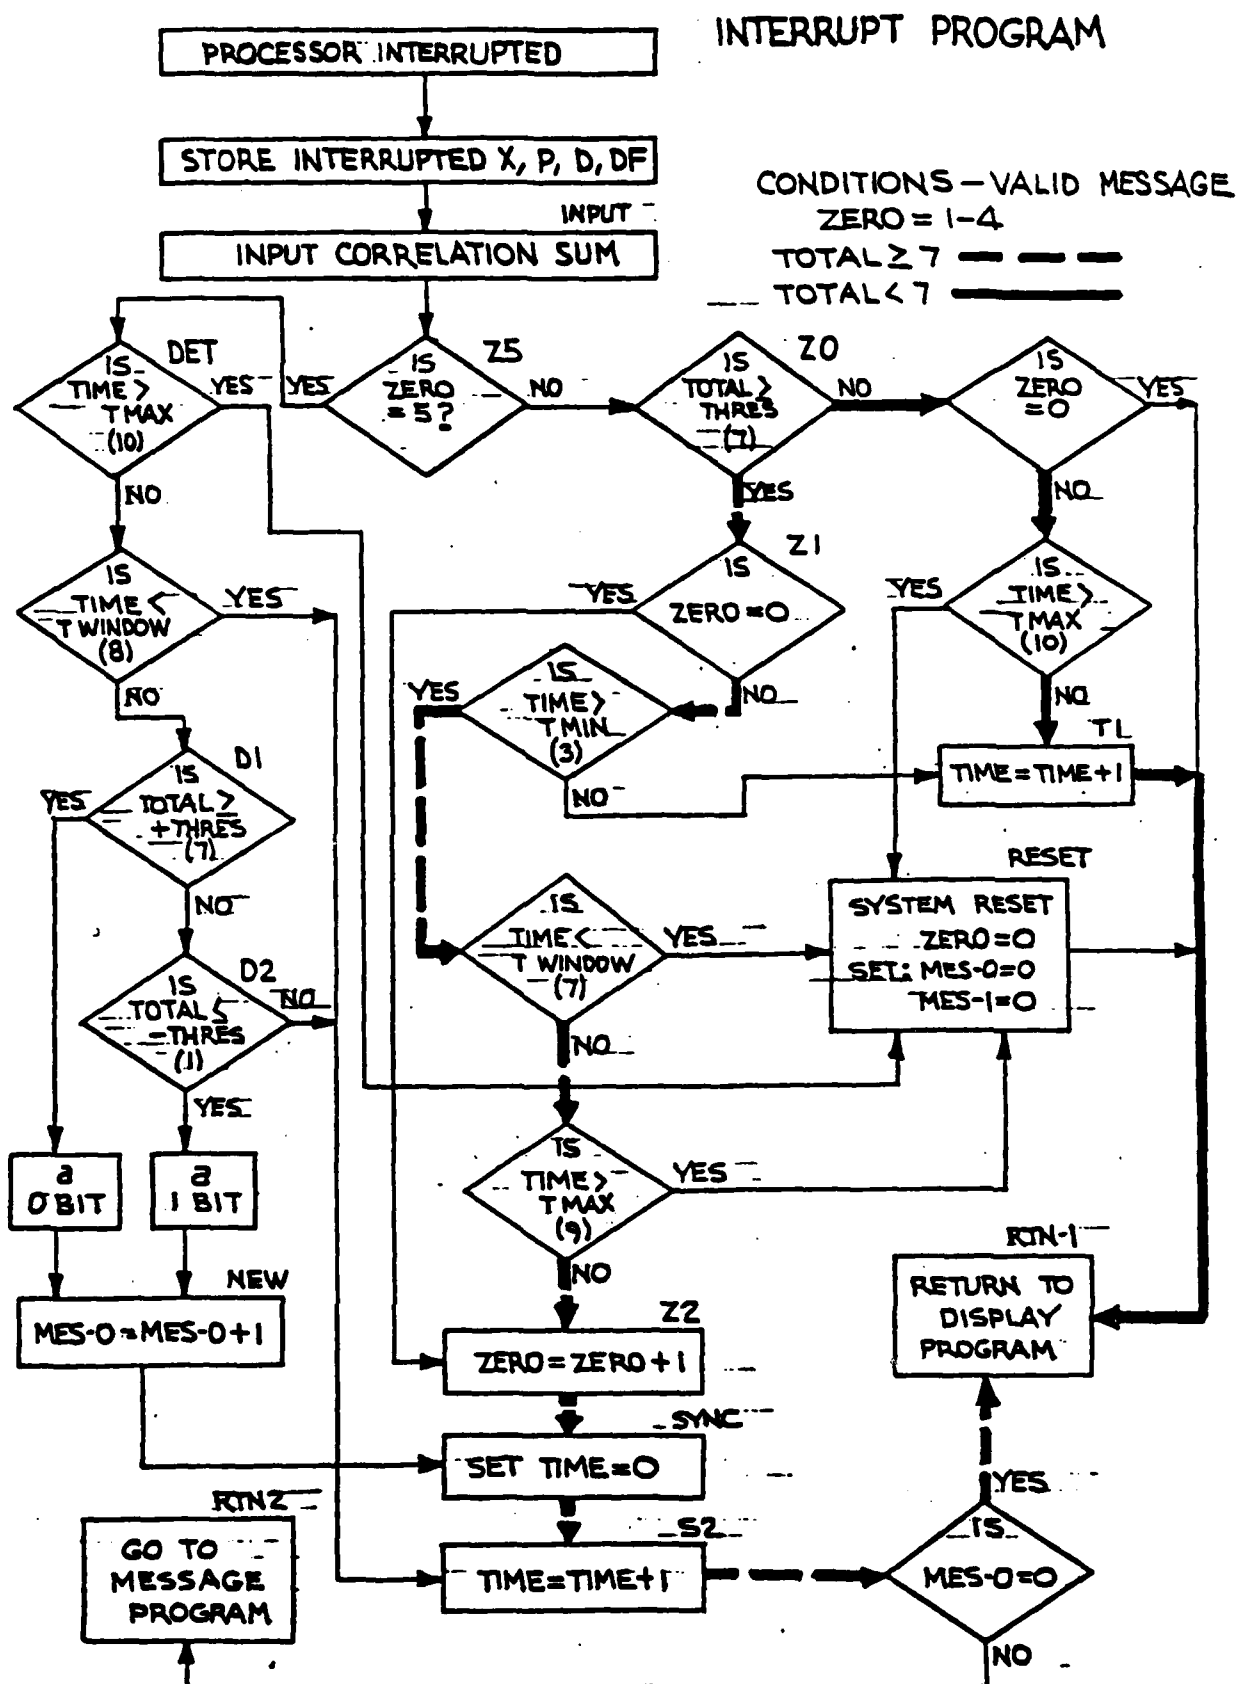 INTERRUPT PROGRAM
PROCESSOR INTERRUPTED
STORE INTERRUPTED X, P, D, DF
INPUT
INPUT CORRELATION SUM
CONDITIONS-VALID MESSAGE
ZERO = 1-4
TOTAL ≥ 7
TOTAL < 7
DET
IS
TIME >
T MAX
(10)
YES
NO
Z5
IS
ZERO
= 5?
YES
NO
Z0
IS
TOTAL ≥
THRES
(7)
NO
YES
IS
ZERO
=0
YES
NO
IS
TIME <
T WINDOW
(8)
YES
NO
Z1
IS
ZERO=0
YES
NO
IS
TIME >
T MAX
(10)
YES
NO
IS
TIME >
T MIN
(3)
YES
NO
T1
TIME=TIME+1
D1
IS
TOTAL ≥
+THRES
(7)
YES
NO
RESET
SYSTEM RESET
ZERO=0
SET: MES-0=0
MES-1=0
IS
TIME <
T WINDOW
(7)
YES
NO
D2
IS
TOTAL ≤
-THRES
(1)
NO
YES
a
0 BIT
a
1 BIT
IS
TIME >
T MAX
(9)
YES
NO
NEW
MES-0=MES-0+1
RTN-1
RETURN TO
DISPLAY
PROGRAM
Z2
ZERO=ZERO+1
SYNC
SET TIME=0
S2
TIME=TIME+1
YES
IS
MES-0=0
NO
RTN2
GO TO
MESSAGE
PROGRAM